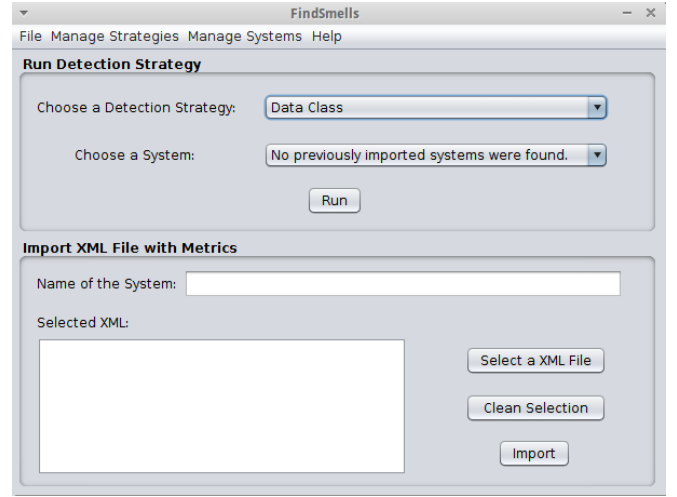 FindSmells
File Manage Strategies Manage Systems Help
Run Detection Strategy
Choose a Detection Strategy: Data Class
Choose a System: No previously imported systems were found.
Run
Import XML File with Metrics
Name of the System:
Selected XML:
Select a XML File
Clean Selection
Import